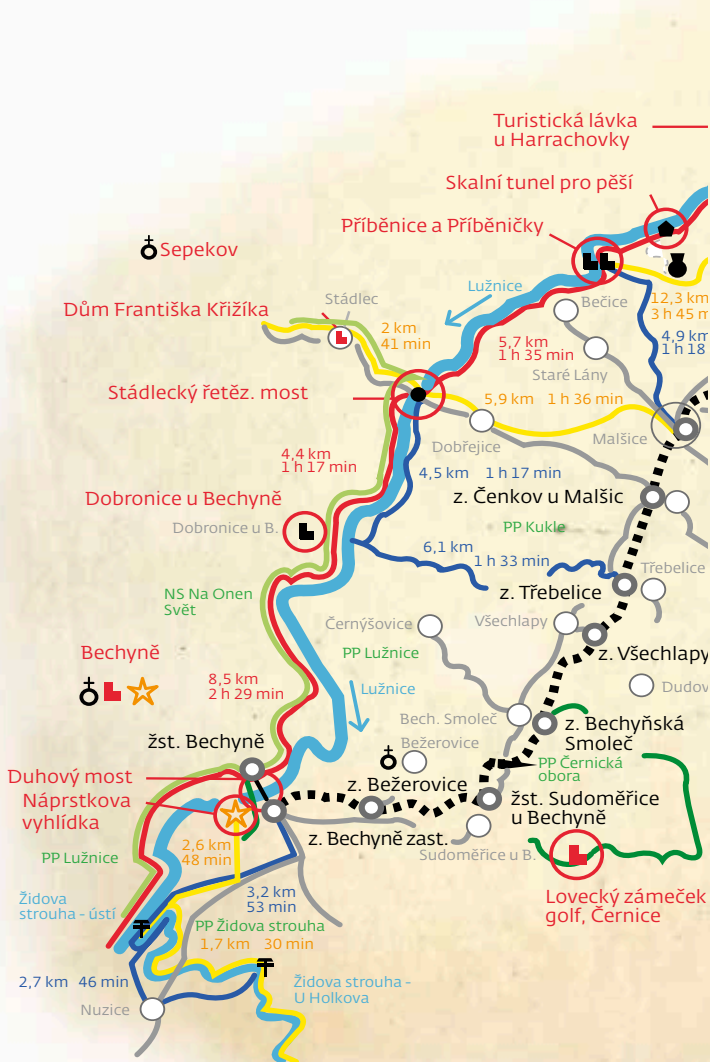 Turistická lávka
u Harrachovky
Skalní tunel pro pěší
Příběnice a Příběničky
Sepekov
Lužnice
Stádlec
Bečice
12,3 km
3 h 45 m
Dům Františka Křižíka
2 km
41 min
5,7 km
1 h 35 min
4,9 km
1 h 18
Staré Lány
Stádlecký řetěz. most
5,9 km 1 h 36 min
Dobřejice
Malšice
4,4 km
1 h 17 min
4,5 km 1 h 17 min
Dobronice u Bechyně
z. Čenkov u Malšic
Dobronice u B.
PP Kukle
6,1 km
1 h 33 min
Třebelice
z. Třebelice
NS Na Onen
Svět
Černýšovice
Všechlapy
Bechyně
PP Lužnice
z. Všechlapy
8,5 km
2 h 29 min
Lužnice
Dudov
Bech. Smoleč
z. Bechyňská
Smoleč
žst. Bechyně
Bežerovice
PP Černická
obora
Duhový most
z. Bežerovice
Náprstkova
vyhlídka
žst. Sudoměřice
u Bechyně
z. Bechyně zast.
2,6 km
48 min
PP Lužnice
Sudoměřice u B.
3,2 km
53 min
Lovecký zámeček
golf, Černice
Židova
strouha - ústí
PP Židova strouha
1,7 km 30 min
2,7 km 46 min
Židova strouha -
U Holkova
Nuzice